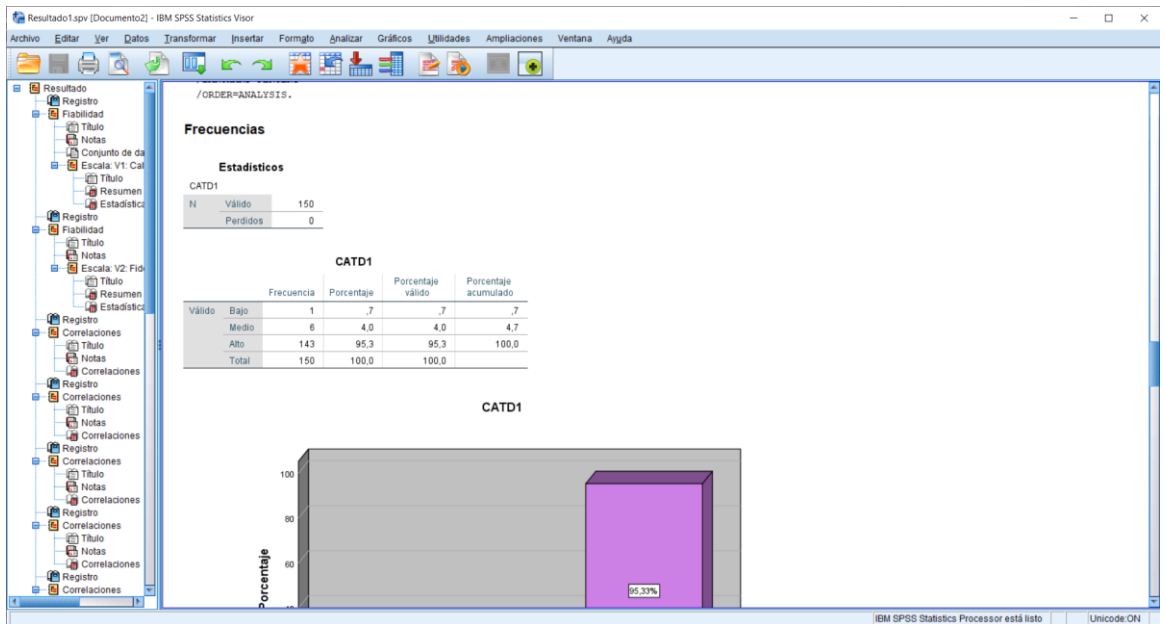 Resultado1.spv [Documento2] - IBM SPSS Statistics Visor
Archivo Editar Ver Datos Transformar Insertar Formato Analizar Gráficos Utilidades Ampliaciones Ventana Ayuda
Resultado
Registro
Fiabilidad
Título
Notas
Conjunto de da
Escala: V1: Cal
Título
Resumen
Estadística
Registro
Fiabilidad
Título
Notas
Escala: V2: Fid
Título
Resumen
Estadística
Registro
Correlaciones
Título
Notas
Correlaciones
Registro
Correlaciones
Título
Notas
Correlaciones
Registro
Correlaciones
Título
Notas
Correlaciones
Registro
Correlaciones
Título
Notas
Correlaciones
Registro
Correlaciones
/ORDER=ANALYSIS.
Frecuencias
Estadísticos
CATD1
N Válido 150
Perdidos 0
CATD1
Frecuencia Porcentaje Porcentaje válido Porcentaje acumulado
Válido Bajo 1 ,7 ,7 ,7
Medio 6 4,0 4,0 4,7
Alto 143 95,3 95,3 100,0
Total 150 100,0 100,0
CATD1
100
80
60
Porcentaje
95,33%
IBM SPSS Statistics Processor está listo Unicode:ON